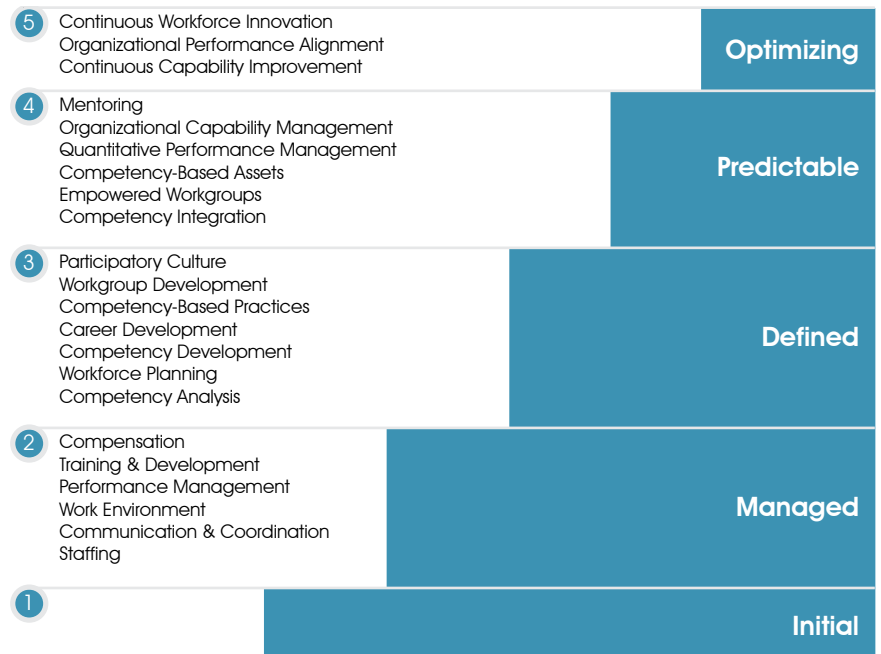 5
Continuous Workforce Innovation
Organizational Performance Alignment
Continuous Capability Improvement
Optimizing
4
Mentoring
Organizational Capability Management
Quantitative Performance Management
Competency-Based Assets
Empowered Workgroups
Competency Integration
Predictable
3
Participatory Culture
Workgroup Development
Competency-Based Practices
Career Development
Competency Development
Workforce Planning
Competency Analysis
Defined
2
Compensation
Training & Development
Performance Management
Work Environment
Communication & Coordination
Staffing
Managed
1
Initial